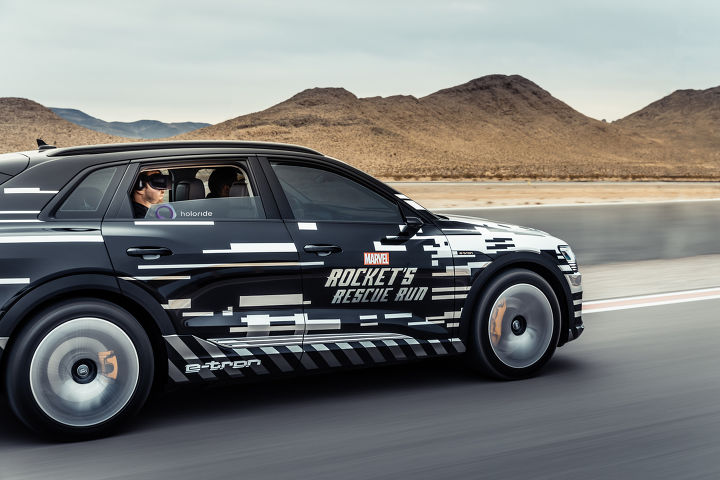 holoride
MARVEL
ROCKET'S
RESCUE RUN
e-tron